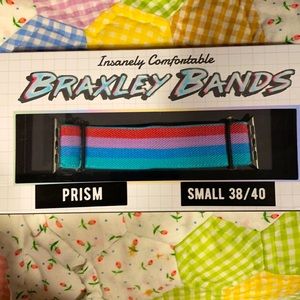 Insanely Comfortable
BRAXLEY BANDS
PRISM
SMALL 38/40